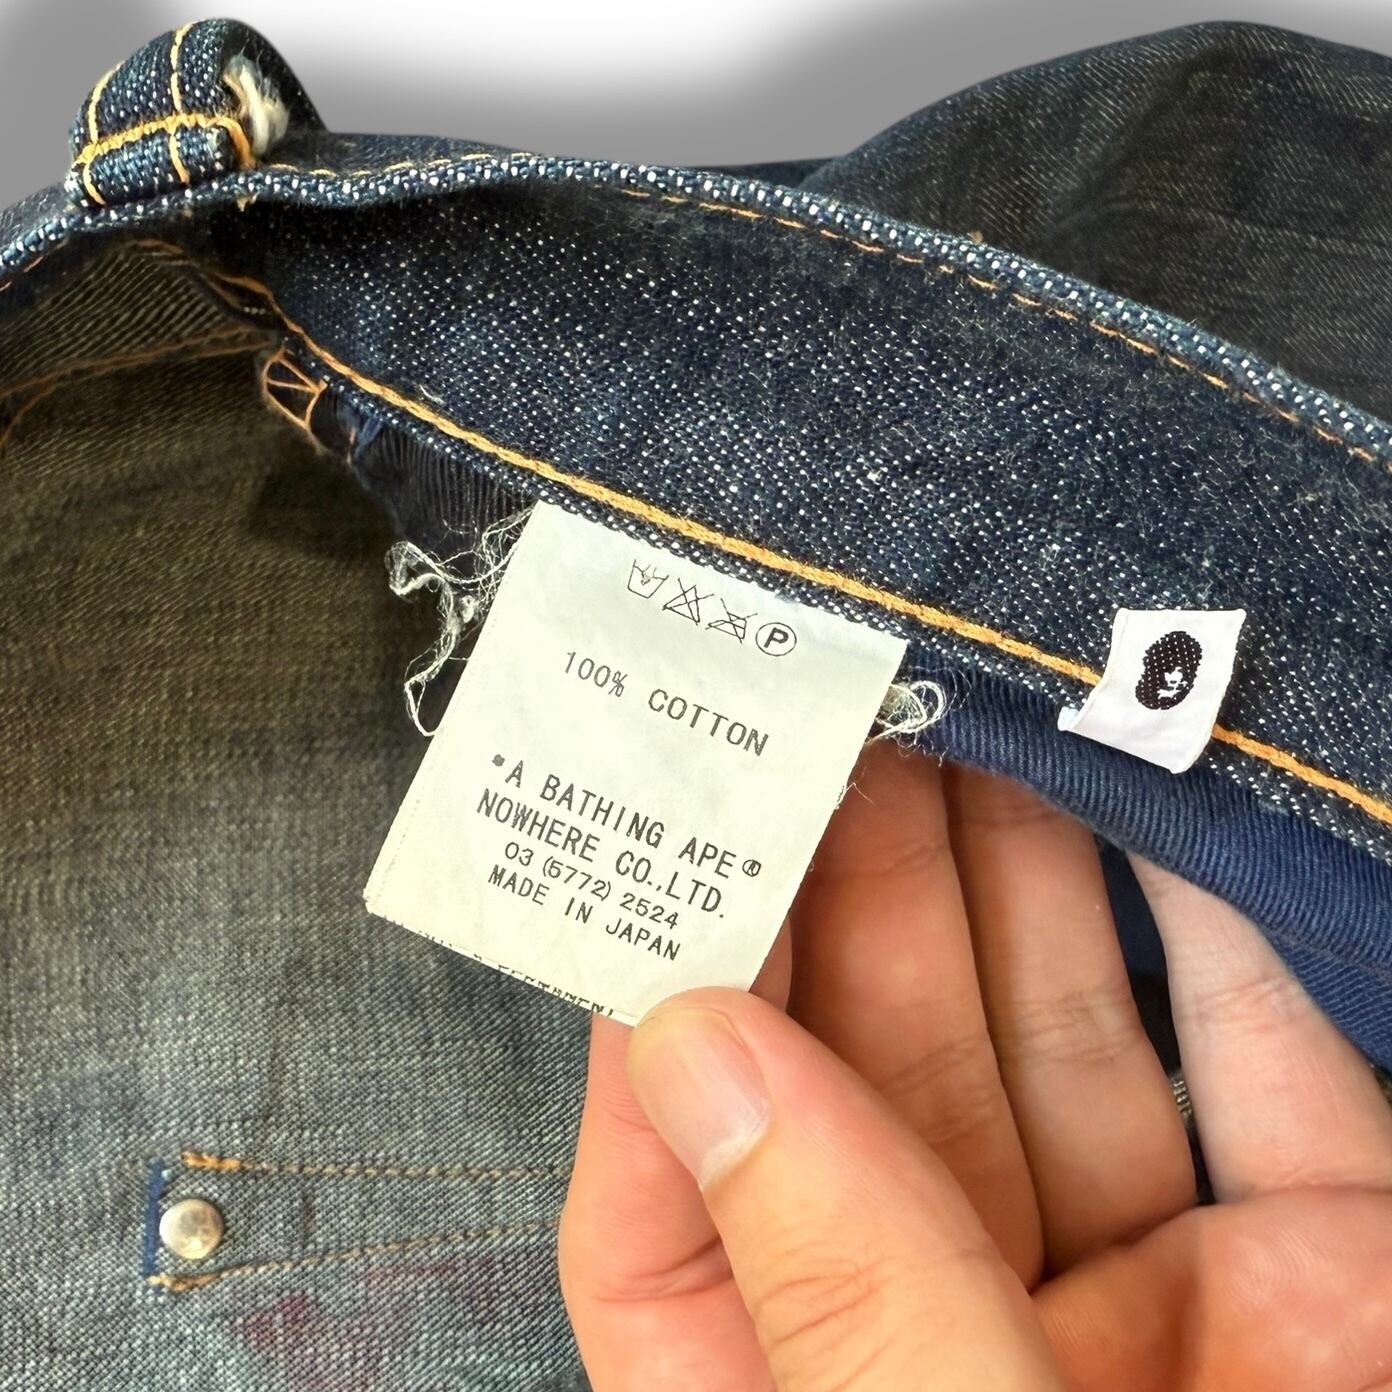 P
100% COTTON
•A BATHING APE®
NOWHERE CO.,LTD.
03 (5772) 2524
MADE IN JAPAN